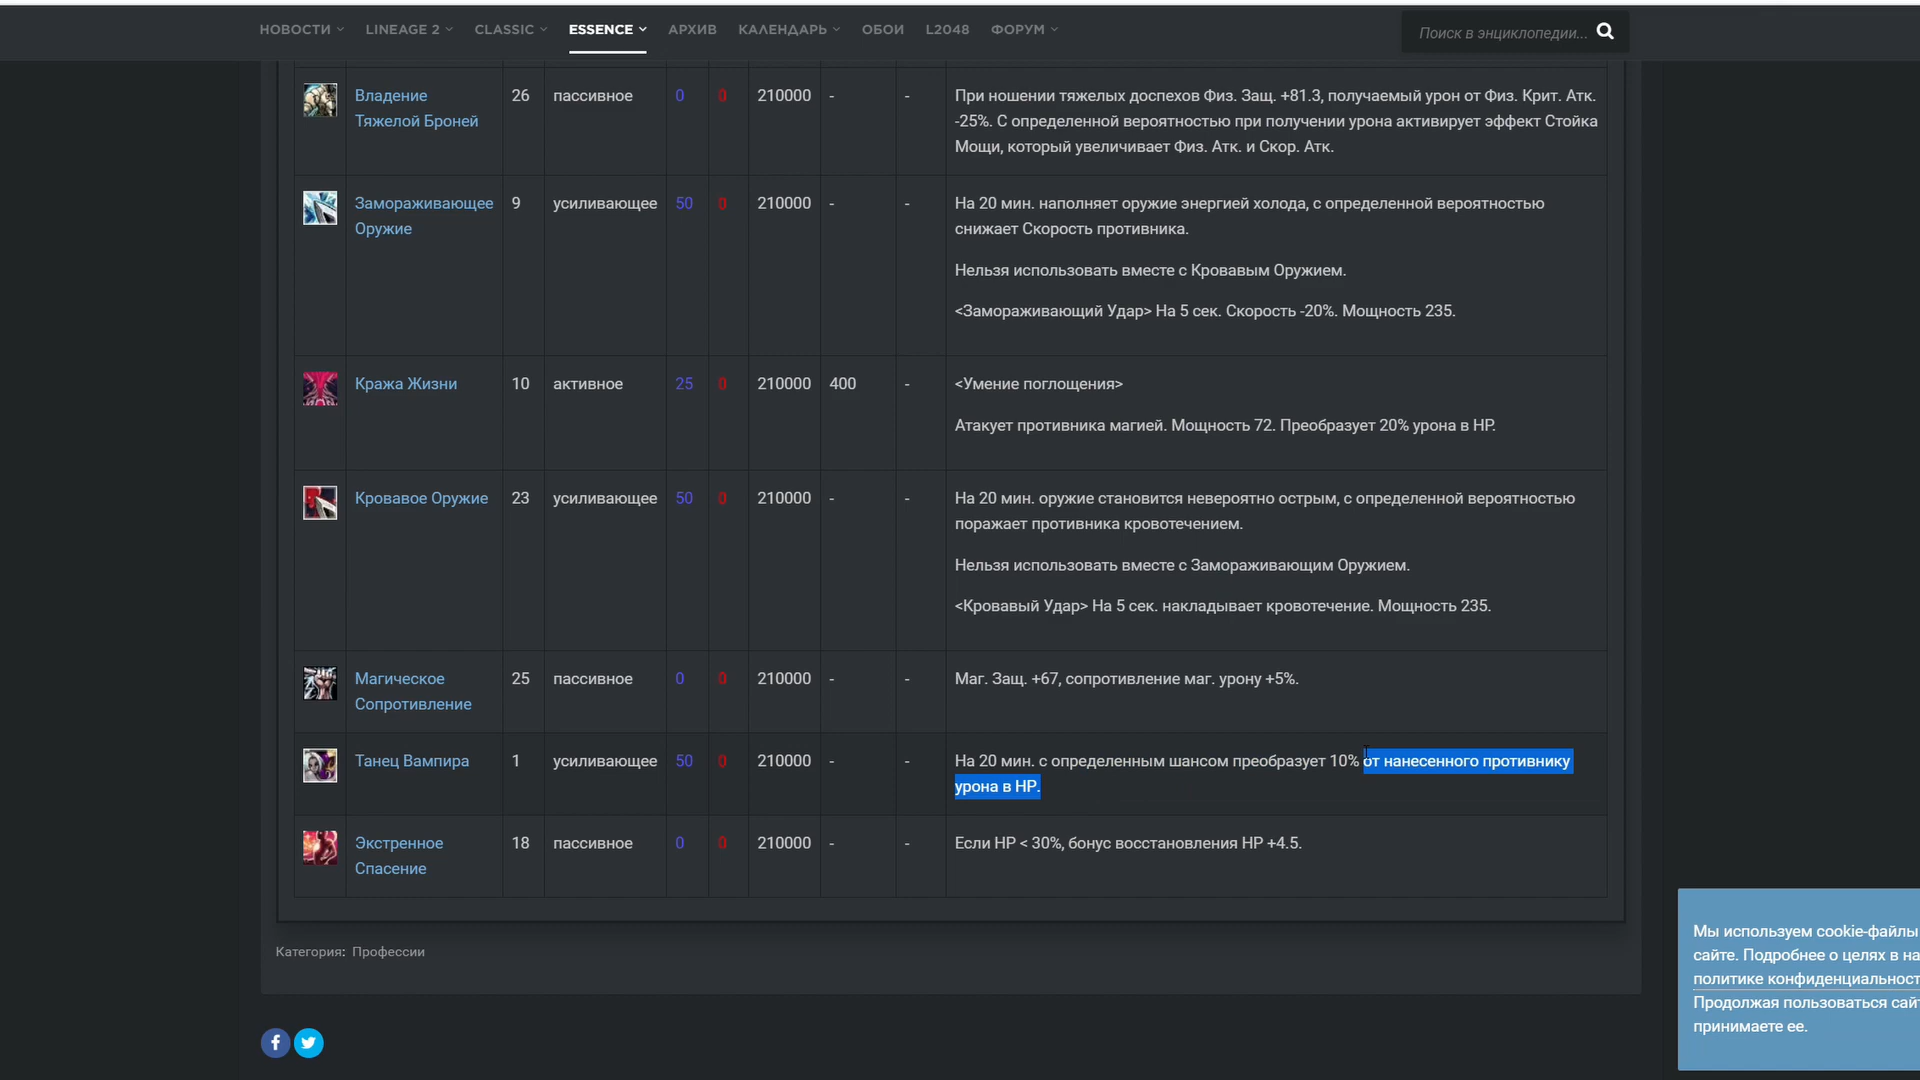 НОВОСТИ LINEAGE 2 CLASSIC ESSENCE АРХИВ КАЛЕНДАРЬ ОБОИ L2048 ФОРУМ Поиск в энциклопедии...
Владение 26 пассивное 0 0 210000 - - При ношении тяжелых доспехов Физ. Защ. +81.3, получаемый урон от Физ. Крит. Атк.
Тяжелой Броней -25%. С определенной вероятностью при получении урона активирует эффект Стойка
Мощи, который увеличивает Физ. Атк. и Скор. Атк.
Замораживающее 9 усиливающее 50 0 210000 - - На 20 мин. наполняет оружие энергией холода, с определенной вероятностью
Оружие снижает Скорость противника.
Нельзя использовать вместе с Кровавым Оружием.
<Замораживающий Удар> На 5 сек. Скорость -20%. Мощность 235.
Кража Жизни 10 активное 25 0 210000 400 - <Умение поглощения>
Атакует противника магией. Мощность 72. Преобразует 20% урона в HP.
Кровавое Оружие 23 усиливающее 50 0 210000 - - На 20 мин. оружие становится невероятно острым, с определенной вероятностью
поражает противника кровотечением.
Нельзя использовать вместе с Замораживающим Оружием.
<Кровавый Удар> На 5 сек. накладывает кровотечение. Мощность 235.
Магическое 25 пассивное 0 0 210000 - - Маг. Защ. +67, сопротивление маг. урону +5%.
Сопротивление
Танец Вампира 1 усиливающее 50 0 210000 - - На 20 мин. с определенным шансом преобразует 10% от нанесенного противнику
урона в HP.
Экстренное 18 пассивное 0 0 210000 - - Если HP < 30%, бонус восстановления HP +4.5.
Спасение
Категория: Профессии
Мы используем cookie-файлы
сайте. Подробнее о целях в на
политике конфиденциальност
Продолжая пользоваться сайт
принимаете ее.